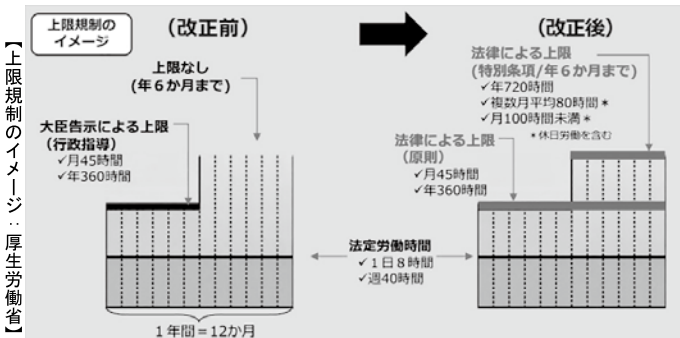 【上限規制のイメージ：厚生労働省】
上限規制の
イメージ
（改正前）
上限なし
（年６か月まで）
大臣告示による上限
（行政指導）
✓月45時間
✓年360時間
１年間＝12か月
法定労働時間
✓１日８時間
✓週40時間
（改正後）
法律による上限
（特別条項/年６か月まで）
✓年720時間
✓複数月平均80時間＊
✓月100時間未満＊
＊休日労働を含む
法律による上限
（原則）
✓月45時間
✓年360時間